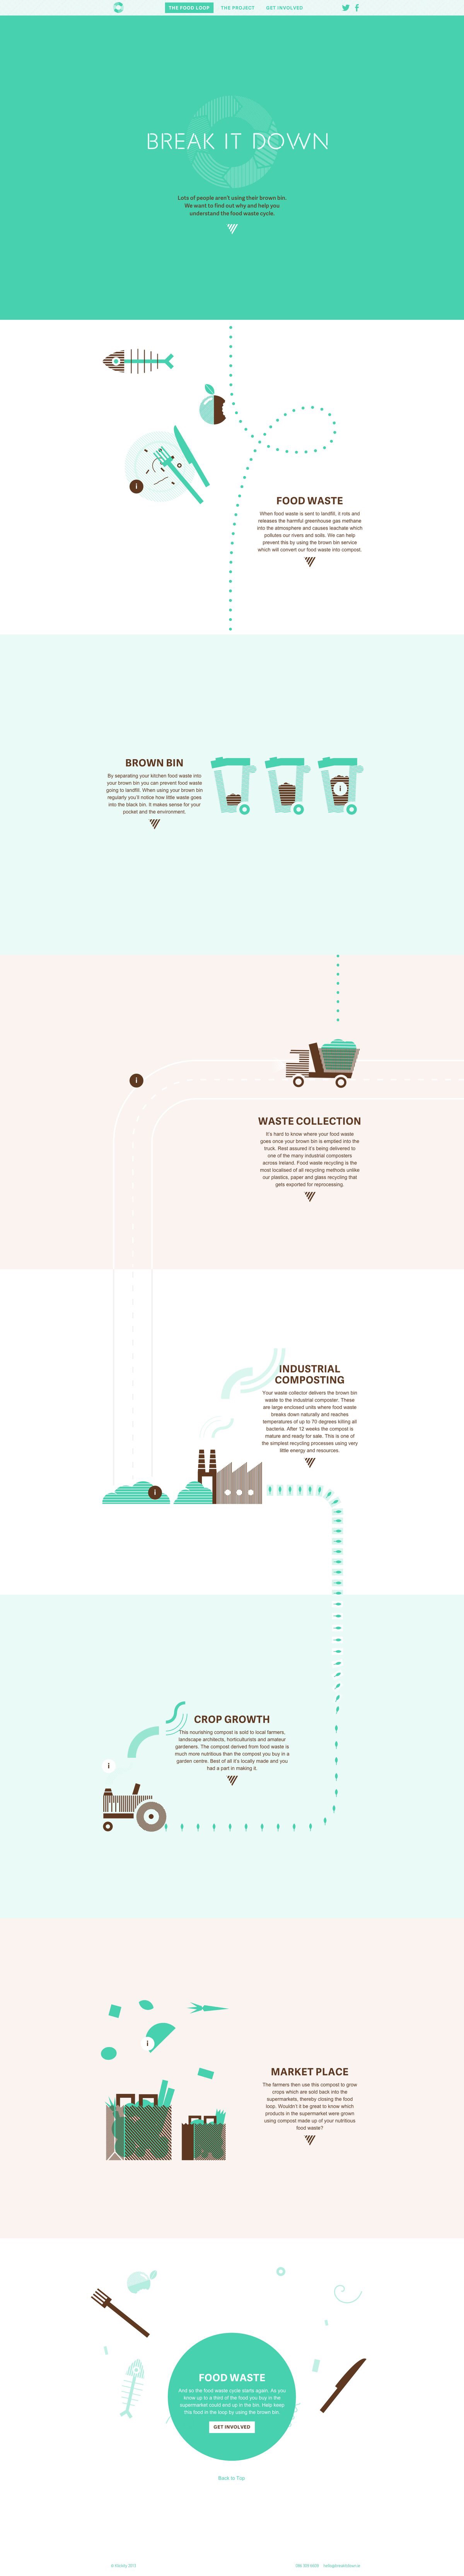 THE FOOD LOOP THE PROJECT GET INVOLVED
BREAK IT DOWN
Lots of people aren't using their brown bin.
We want to find out why and help you
understand the food waste cycle.
FOOD WASTE
When food waste is sent to landfill, it rots and
releases the harmful greenhouse gas methane
into the atmosphere and causes leachate which
pollutes our rivers and soils. We can help
prevent this by using the brown bin service
which will convert our food waste into compost.
i
BROWN BIN
By separating your kitchen food waste into
your brown bin you can prevent food waste
going to landfill. When using your brown bin
regularly you'll notice how little waste goes
into the black bin. It makes sense for your
pocket and the environment.
i
i
WASTE COLLECTION
It's hard to know where your food waste
goes once your brown bin is emptied into the
truck. Rest assured it's being delivered to
one of the many industrial composters
across Ireland. Food waste recycling is the
most localised of all recycling methods unlike
our plastics, paper and glass recycling that
gets exported for reprocessing.
INDUSTRIAL
COMPOSTING
Your waste collector delivers the brown bin
waste to the industrial composter. These
are large enclosed units where food waste
breaks down naturally and reaches
temperatures of up to 70 degrees killing all
bacteria. After 12 weeks the compost is
mature and ready for sale. This is one of
the simplest recycling processes using very
little energy and resources.
i
CROP GROWTH
This nourishing compost is sold to local farmers,
landscape architects, horticulturists and amateur
gardeners. The compost derived from food waste is
much more nutritious than the compost you buy in a
garden centre. Best of all it's locally made and you
had a part in making it.
i
i
MARKET PLACE
The farmers then use this compost to grow
crops which are sold back into the
supermarkets, thereby closing the food
loop. Wouldn't it be great to know which
products in the supermarket were grown
using compost made up of your nutritious
food waste?
FOOD WASTE
And so the food waste cycle starts again. As you
know up to a third of the food you buy in the
supermarket could end up in the bin. Help keep
this food in the loop by using the brown bin.
GET INVOLVED
Back to Top
2013